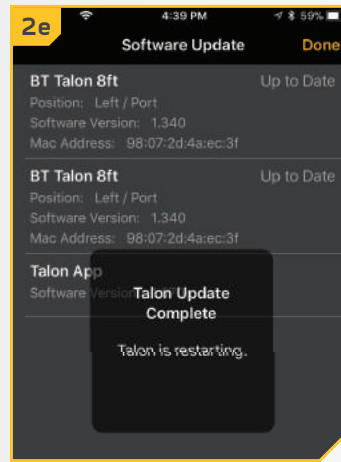 2e
4:39 PM
59%
Software Update
Done
BT Talon 8ft
Up to Date
Position: Left / Port
Software Version: 1.340
Mac Address: 98:07:2d:4a:ec:3f
BT Talon 8ft
Up to Date
Position: Left / Port
Software Version: 1.340
Mac Address: 98:07:2d:4a:ec:3f
Talon App
Software Version
Talon Update
Complete
Talon is restarting.